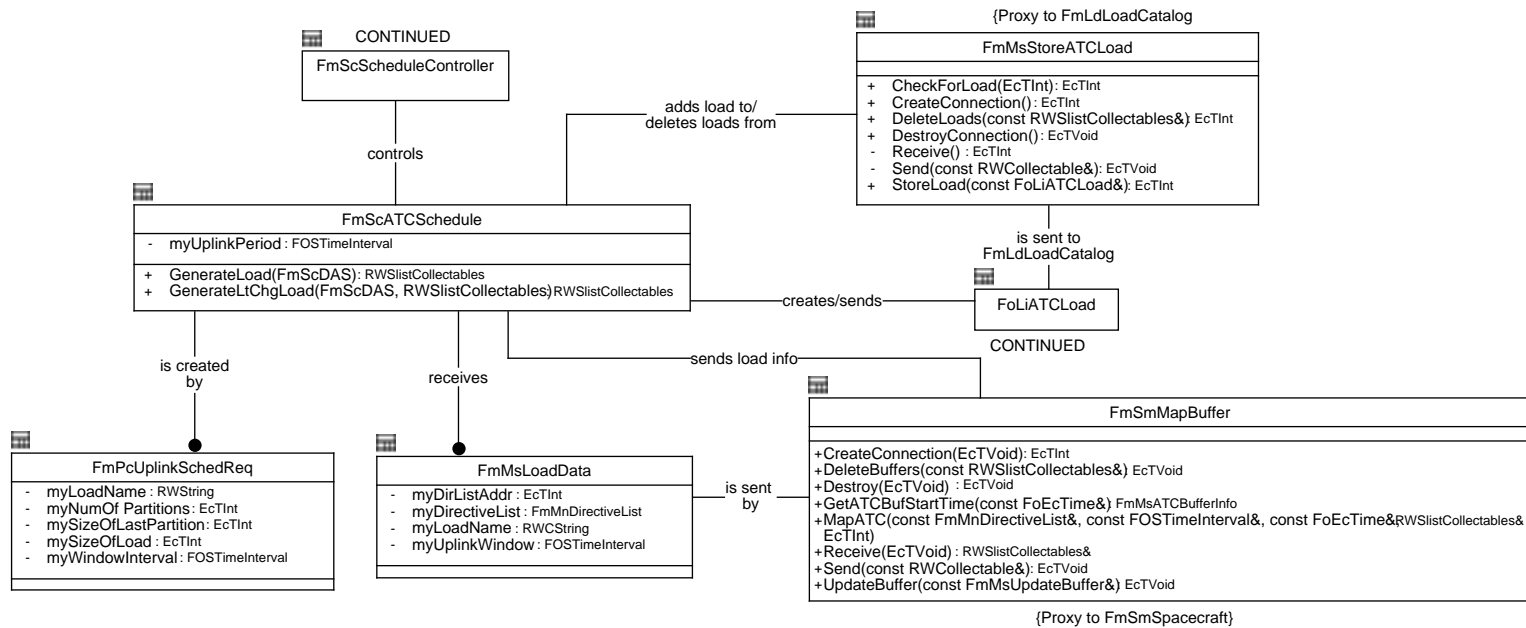 {Proxy to FmLdLoadCatalog
CONTINUED
FmScScheduleController
FmMsStoreATCLoad
+ CheckForLoad(EcTInt): EcTInt
+ CreateConnection(): EcTInt
+ DeleteLoads(const RWSlistCollectables&): EcTInt
+ DestroyConnection(): EcTVoid
- Receive() : EcTInt
- Send(const RWCollectable&): EcTVoid
+ StoreLoad(const FoLiATCLoad&): EcTInt
adds load to/
deletes loads from
controls
FmScATCSchedule
- myUplinkPeriod : FOSTimeInterval
+ GenerateLoad(FmScDAS): RWSlistCollectables
+ GenerateLtChgLoad(FmScDAS, RWSlistCollectables): RWSlistCollectables
is sent to
FmLdLoadCatalog
creates/sends
FoLiATCLoad
CONTINUED
is created
by
receives
sends load info
FmPcUplinkSchedReq
- myLoadName : RWString
- myNumOf Partitions : EcTInt
- mySizeOfLastPartition : EcTInt
- mySizeOfLoad : EcTInt
- myWindowInterval : FOSTimeInterval
FmMsLoadData
- myDirListAddr : EcTInt
- myDirectiveList : FmMnDirectiveList
- myLoadName : RWCString
- myUplinkWindow : FOSTimeInterval
is sent
by
FmSmMapBuffer
+CreateConnection(EcTVoid): EcTInt
+DeleteBuffers(const RWSlistCollectables&): EcTVoid
+Destroy(EcTVoid) : EcTVoid
+GetATCBufStartTime(const FoEcTime&): FmMsATCBufferInfo
+MapATC(const FmMnDirectiveList&, const FOSTimeInterval&, const FoEcTime&, RWSlistCollectables&
EcTInt)
+Receive(EcTVoid) : RWSlistCollectables&
+Send(const RWCollectable&): EcTVoid
+UpdateBuffer(const FmMsUpdateBuffer&): EcTVoid
{Proxy to FmSmSpacecraft}